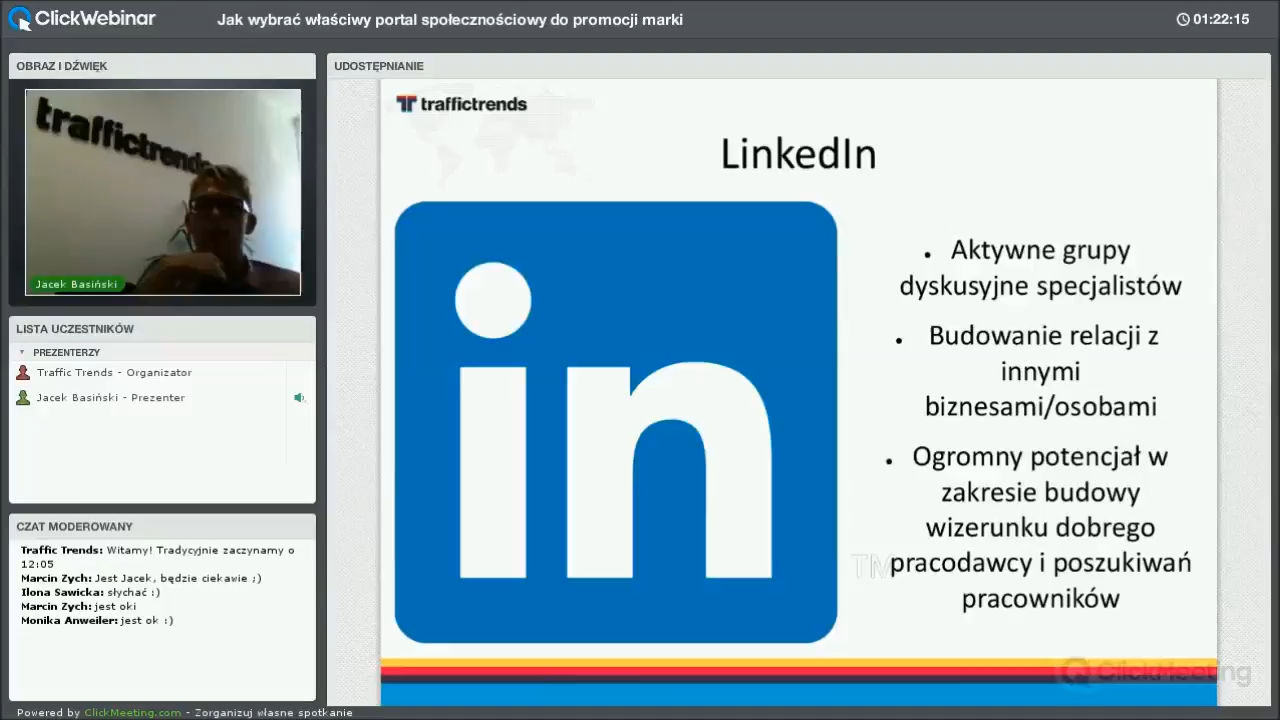 ClickWebinar
Jak wybrać właściwy portal społecznościowy do promocji marki
01:22:15
OBRAZ I DŹWIĘK
traffictrends
Jacek Basiński
LISTA UCZESTNIKÓW
PREZENTERZY
Traffic Trends - Organizator
Jacek Basiński - Prezenter
CZAT MODEROWANY
Traffic Trends: Witamy! Tradycyjnie zaczynamy o
12:05
Marcin Zych: Jest Jacek, będzie ciekawie ;)
Ilona Sawicka: słychać :)
Marcin Zych: jest oki
Monika Anweiler: jest ok :)
UDOSTĘPNIANIE
traffictrends
LinkedIn
in
• Aktywne grupy
dyskusyjne specjalistów
• Budowanie relacji z
innymi
biznesami/osobami
• Ogromny potencjał w
zakresie budowy
wizerunku dobrego
pracodawcy i poszukiwań
pracowników
TM
ClickMeeting
Powered by ClickMeeting.com - Zorganizuj własne spotkanie